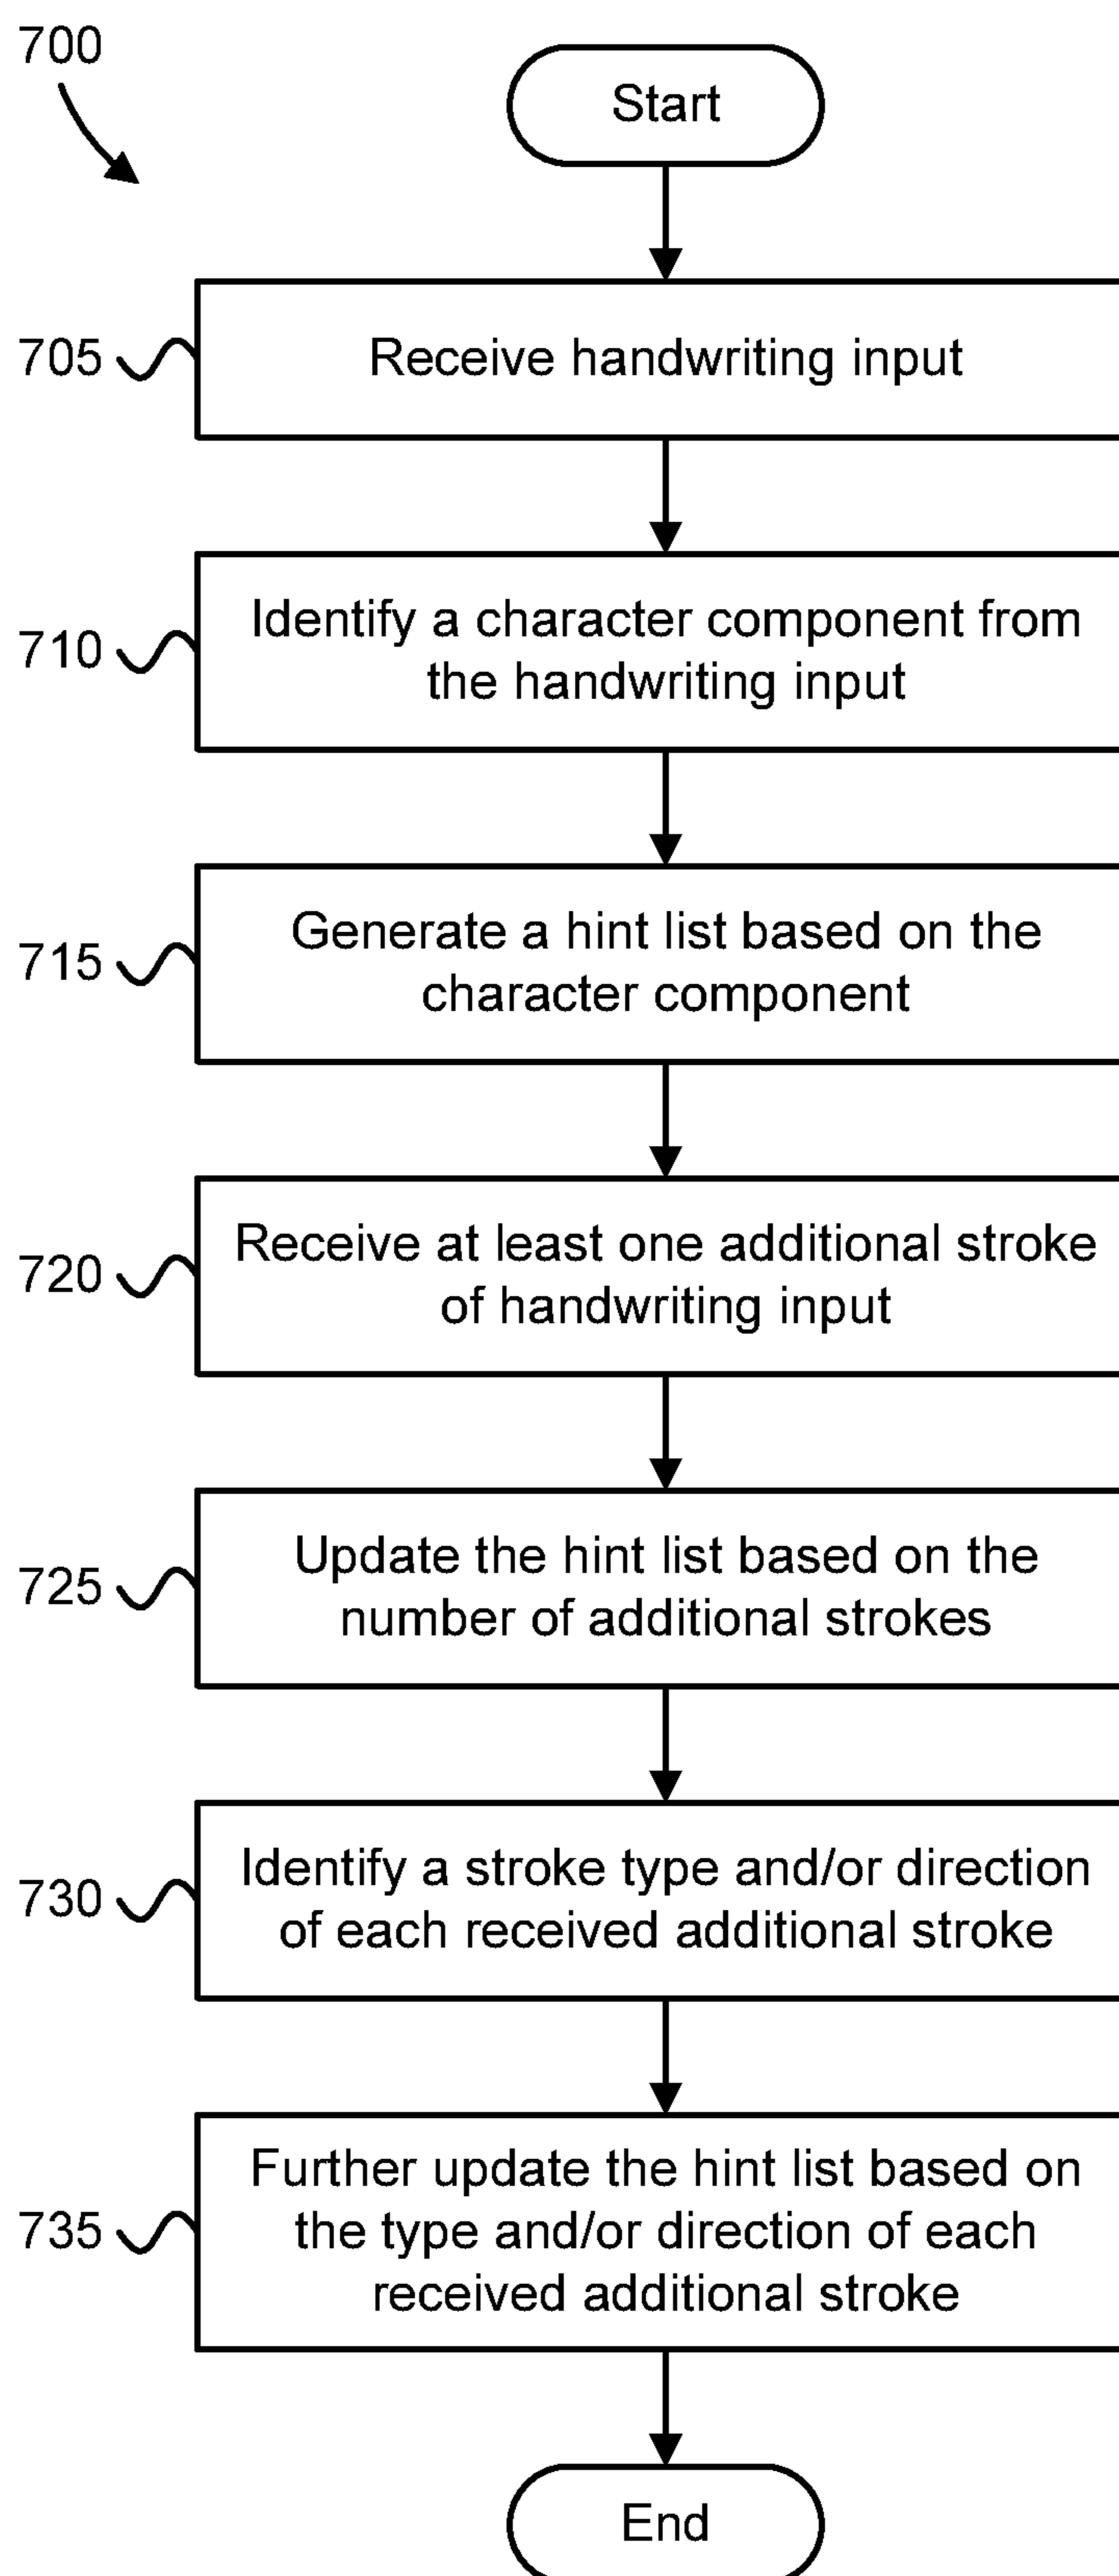 700
Start
705
Receive handwriting input
710
Identify a character component from
the handwriting input
715
Generate a hint list based on the
character component
720
Receive at least one additional stroke
of handwriting input
725
Update the hint list based on the
number of additional strokes
730
Identify a stroke type and/or direction
of each received additional stroke
735
Further update the hint list based on
the type and/or direction of each
received additional stroke
End